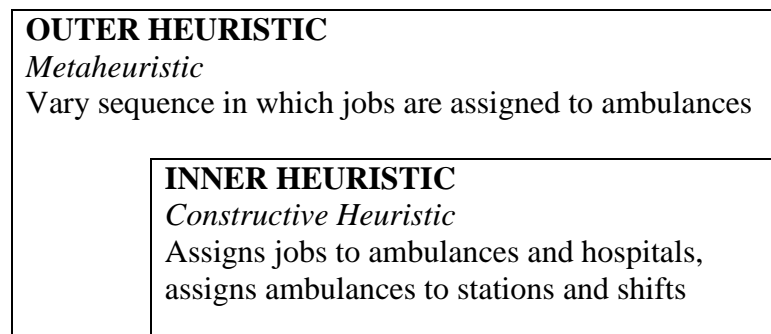 OUTER HEURISTIC
Metaheuristic
Vary sequence in which jobs are assigned to ambulances
INNER HEURISTIC
Constructive Heuristic
Assigns jobs to ambulances and hospitals,
assigns ambulances to stations and shifts